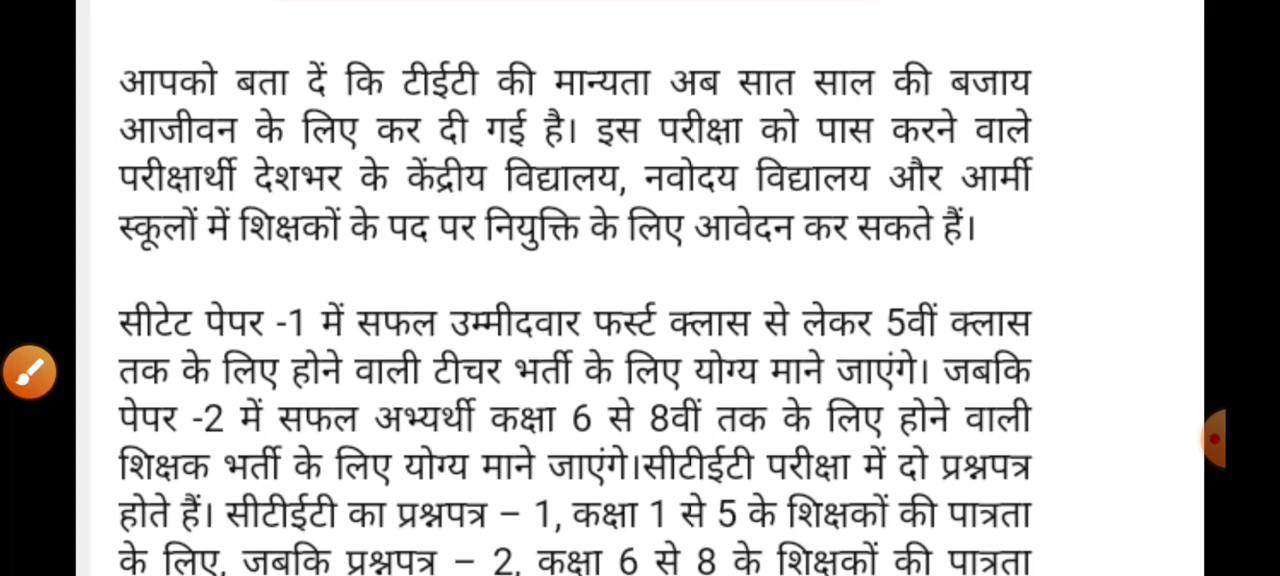 आपको बता दें कि टीईटी की मान्यता अब सात साल की बजाय
आजीवन के लिए कर दी गई है। इस परीक्षा को पास करने वाले
परीक्षार्थी देशभर के केंद्रीय विद्यालय, नवोदय विद्यालय और आर्मी
स्कूलों में शिक्षकों के पद पर नियुक्ति के लिए आवेदन कर सकते हैं।
सीटेट पेपर -1 में सफल उम्मीदवार फर्स्ट क्लास से लेकर 5वीं क्लास
तक के लिए होने वाली टीचर भर्ती के लिए योग्य माने जाएंगे। जबकि
पेपर -2 में सफल अभ्यर्थी कक्षा 6 से 8वीं तक के लिए होने वाली
शिक्षक भर्ती के लिए योग्य माने जाएंगे।सीटीईटी परीक्षा में दो प्रश्नपत्र
होते हैं। सीटीईटी का प्रश्नपत्र – 1, कक्षा 1 से 5 के शिक्षकों की पात्रता
के लिए, जबकि प्रश्नपत्र – 2, कक्षा 6 से 8 के शिक्षकों की पात्रता